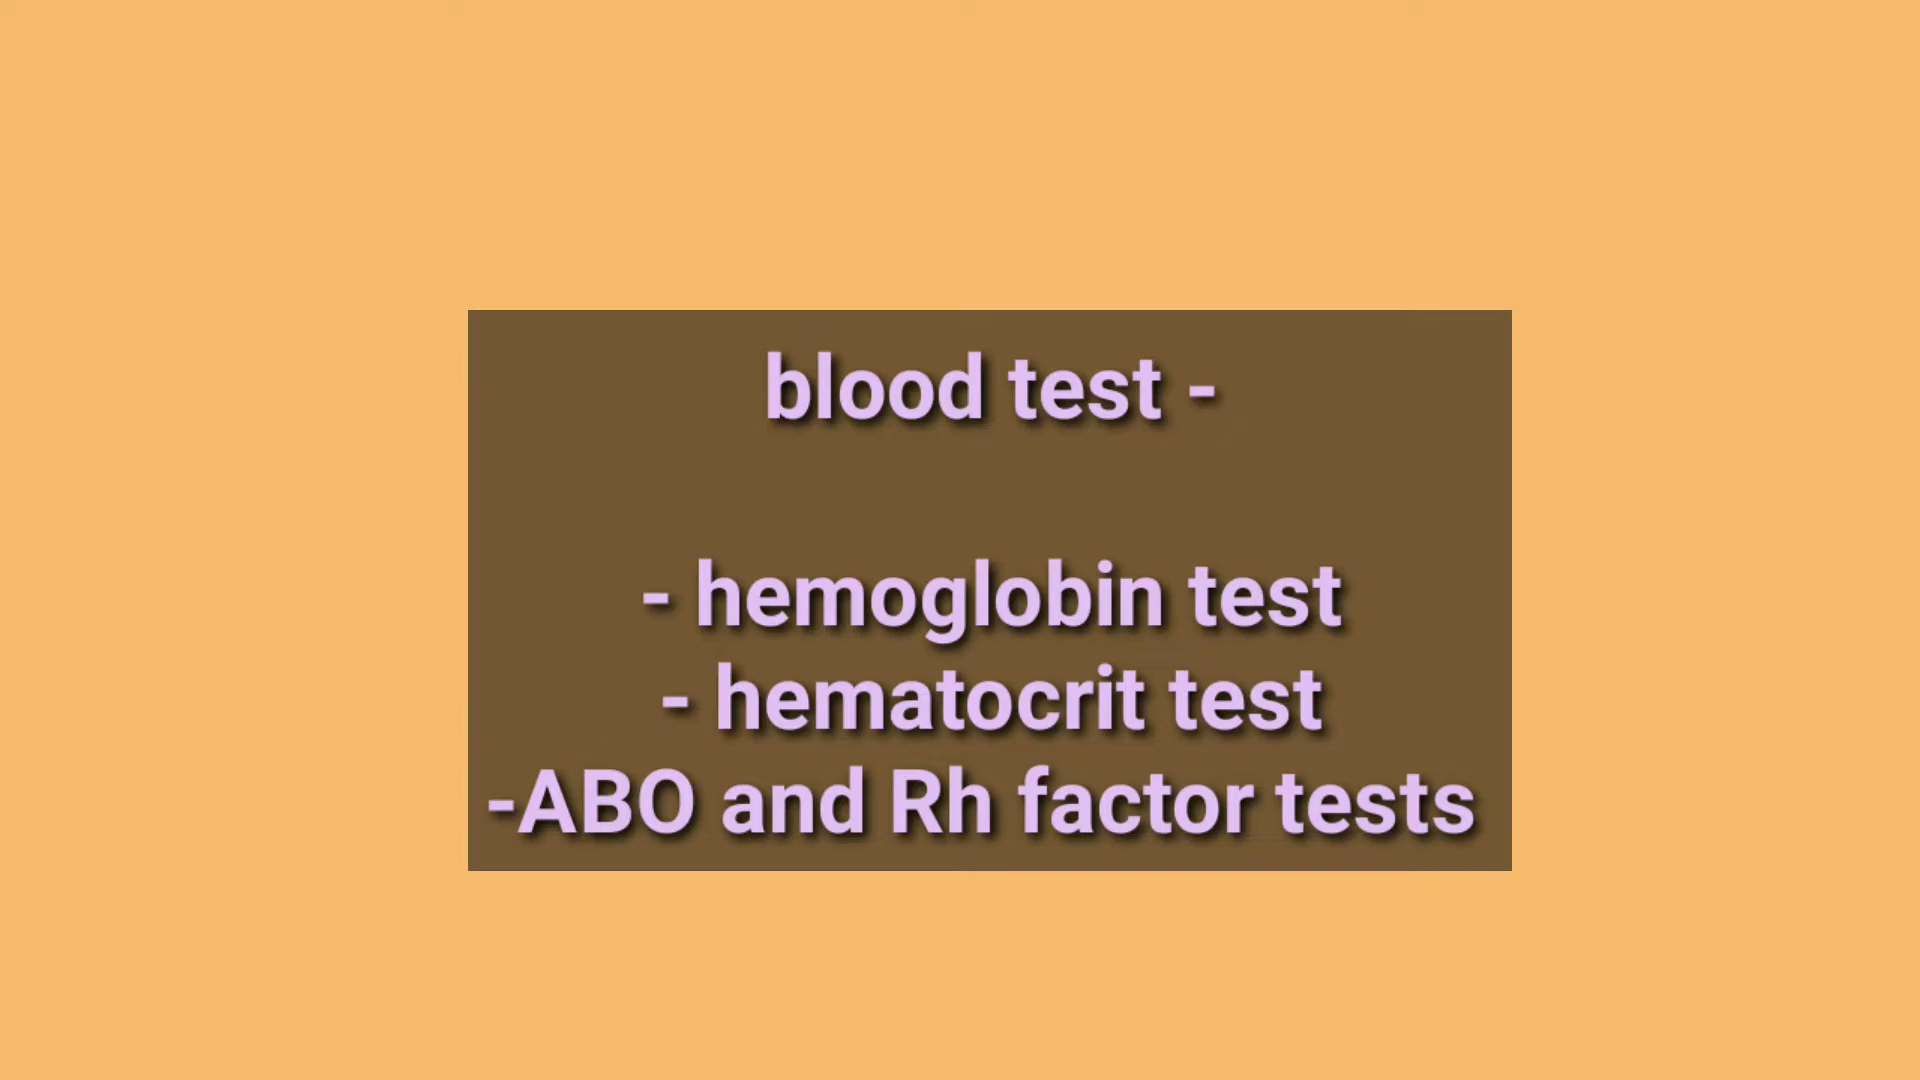 blood test -
- hemoglobin test
- hematocrit test
-ABO and Rh factor tests